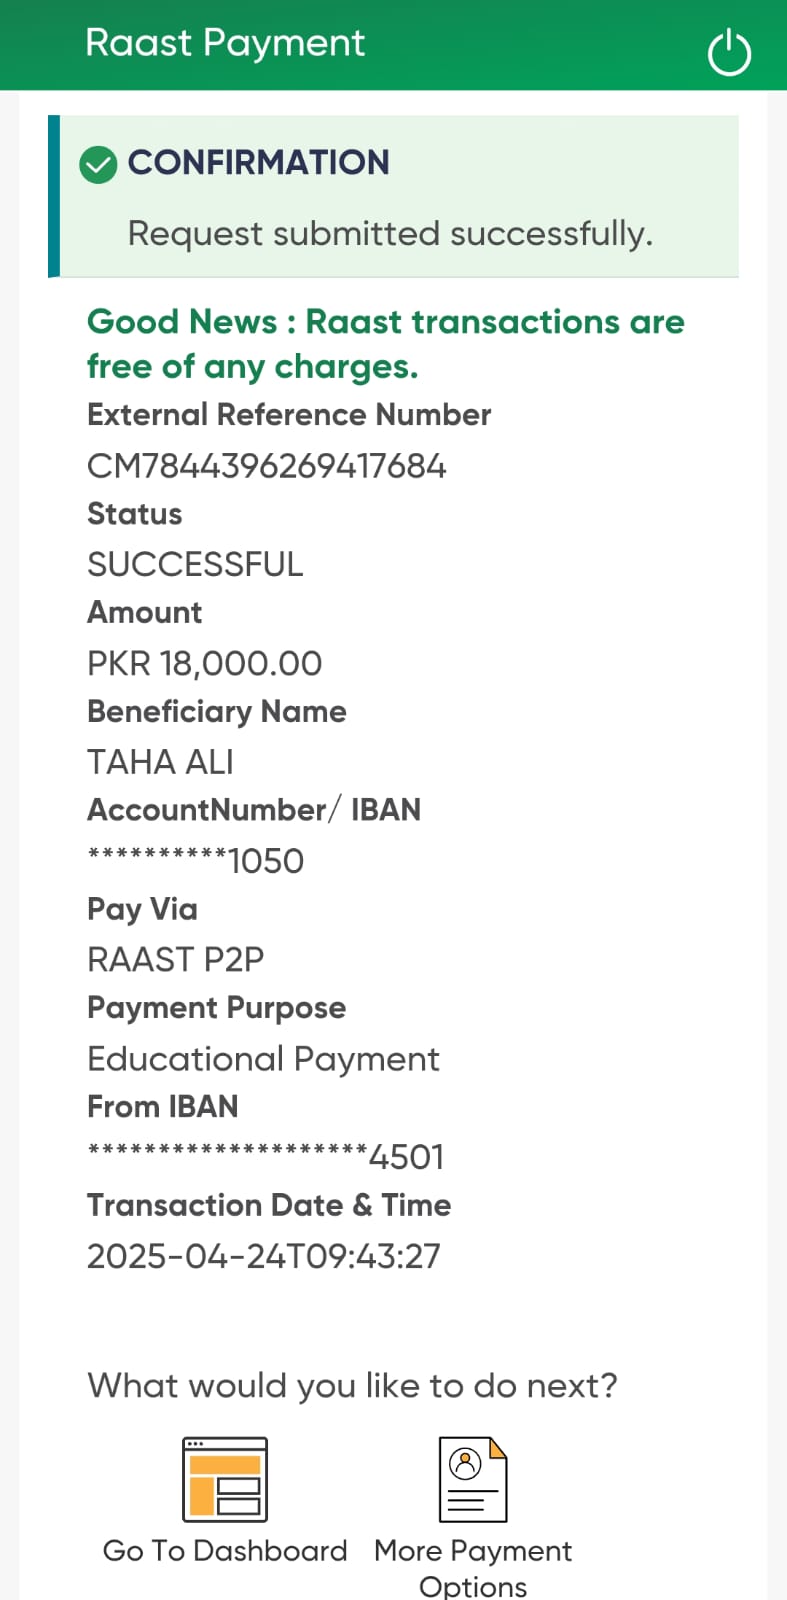 Raast Payment
CONFIRMATION
Request submitted successfully.
Good News : Raast transactions are
free of any charges.
External Reference Number
CM7844396269417684
Status
SUCCESSFUL
Amount
PKR 18,000.00
Beneficiary Name
TAHA ALI
AccountNumber/ IBAN
**********1050
Pay Via
RAAST P2P
Payment Purpose
Educational Payment
From IBAN
********************4501
Transaction Date & Time
2025-04-24T09:43:27
What would you like to do next?
Go To Dashboard
More Payment
Options